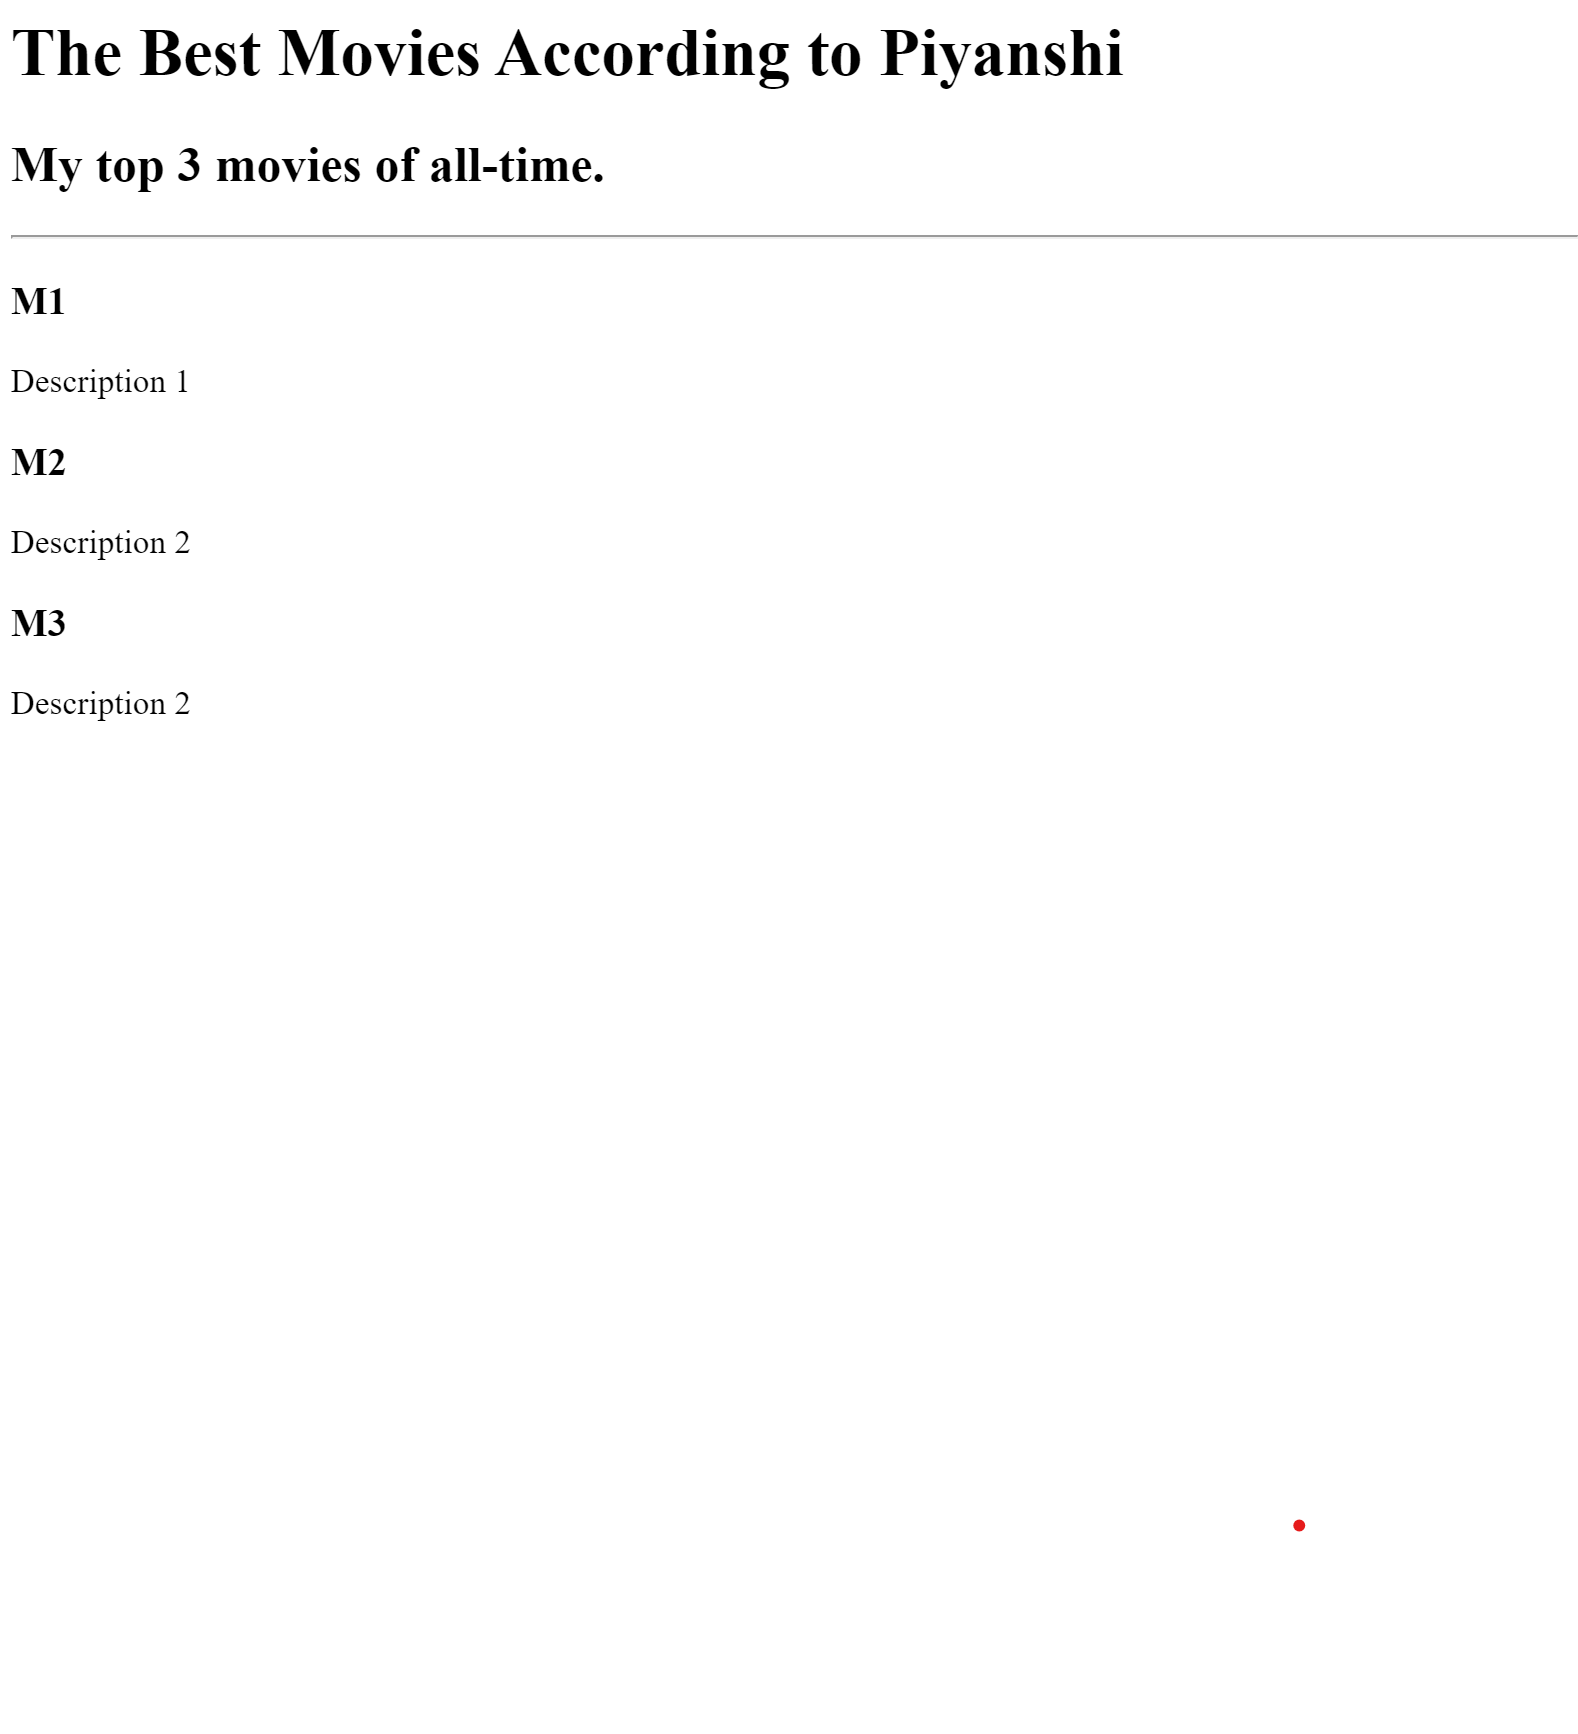 The Best Movies According to Piyanshi
My top 3 movies of all-time.
M1
Description 1
M2
Description 2
M3
Description 2